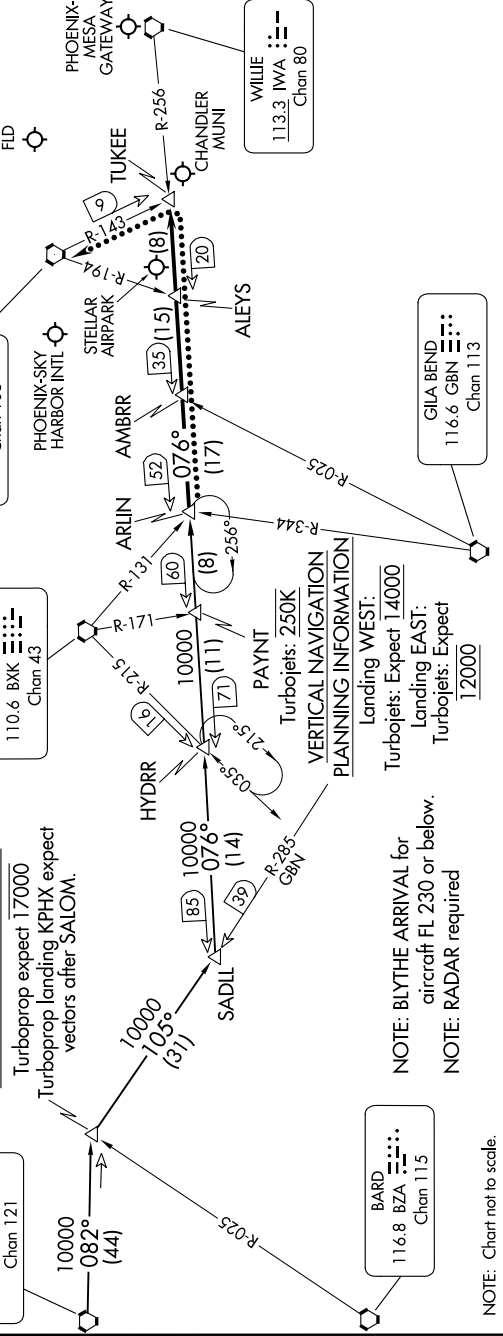 Chan 121
10000
082°
(44)
Turboprop expect 17000
Turboprop landing KPHX expect
vectors after SALOM.
10000
105°
(31)
R-025
BARD
116.8 BZA
Chan 115
NOTE: Chart not to scale.
SADLL
85
39
R-285
GBN
10000
076°
(14)
NOTE: BLYTHE ARRIVAL for
aircraft FL 230 or below.
NOTE: RADAR required
110.6 BXK
Chan 43
HYDRR
16
R-215
71
035°
215°
R-171
R-131
10000
(11)
60
PAYNT
Turbojets: 250K
VERTICAL NAVIGATION
PLANNING INFORMATION
Landing WEST:
Turbojets: Expect 14000
Landing EAST:
Turbojets: Expect
12000
(8)
256°
ARLIN
52
076°
(17)
R-344
R-025
GILA BEND
116.6 GBN
Chan 113
AMBRR
35
(15)
ALEYS
20
(8)
STELLAR
AIRPARK
PHOENIX-SKY
HARBOR INTL
R-194
R-143
9
TUKEE
CHANDLER
MUNI
FLD
R-256
PHOENIX-
MESA
GATEWAY
WILLIE
113.3 IWA
Chan 80